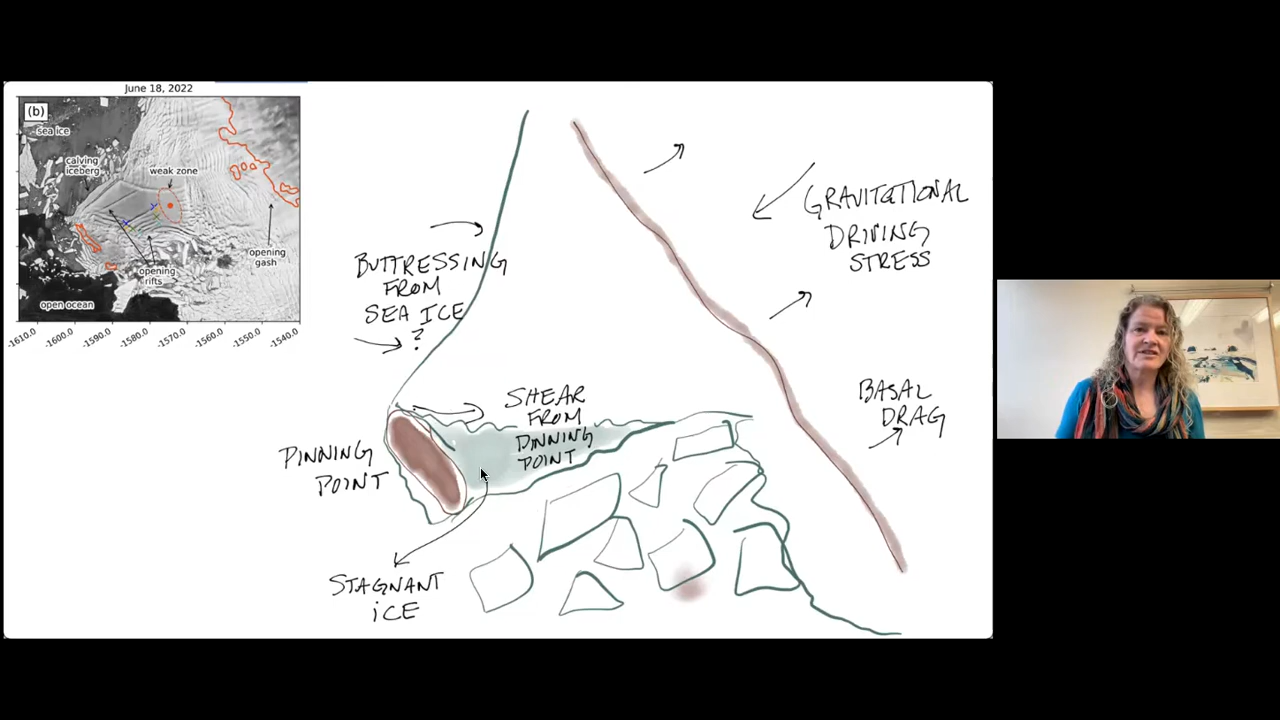 June 18, 2022
(b)
sea ice
calving
iceberg
weak zone
opening
rifts
opening
gash
open ocean
-1610.0
-1600.0
-1590.0
-1580.0
-1570.0
-1560.0
-1550.0
-1540.0
BUTTRESSING
FROM
SEA ICE
?
GRAVITATIONAL
DRIVING
STRESS
BASAL
DRAG
SHEAR
FROM
PINNING
POINT
PINNING
POINT
STAGNANT
iCE